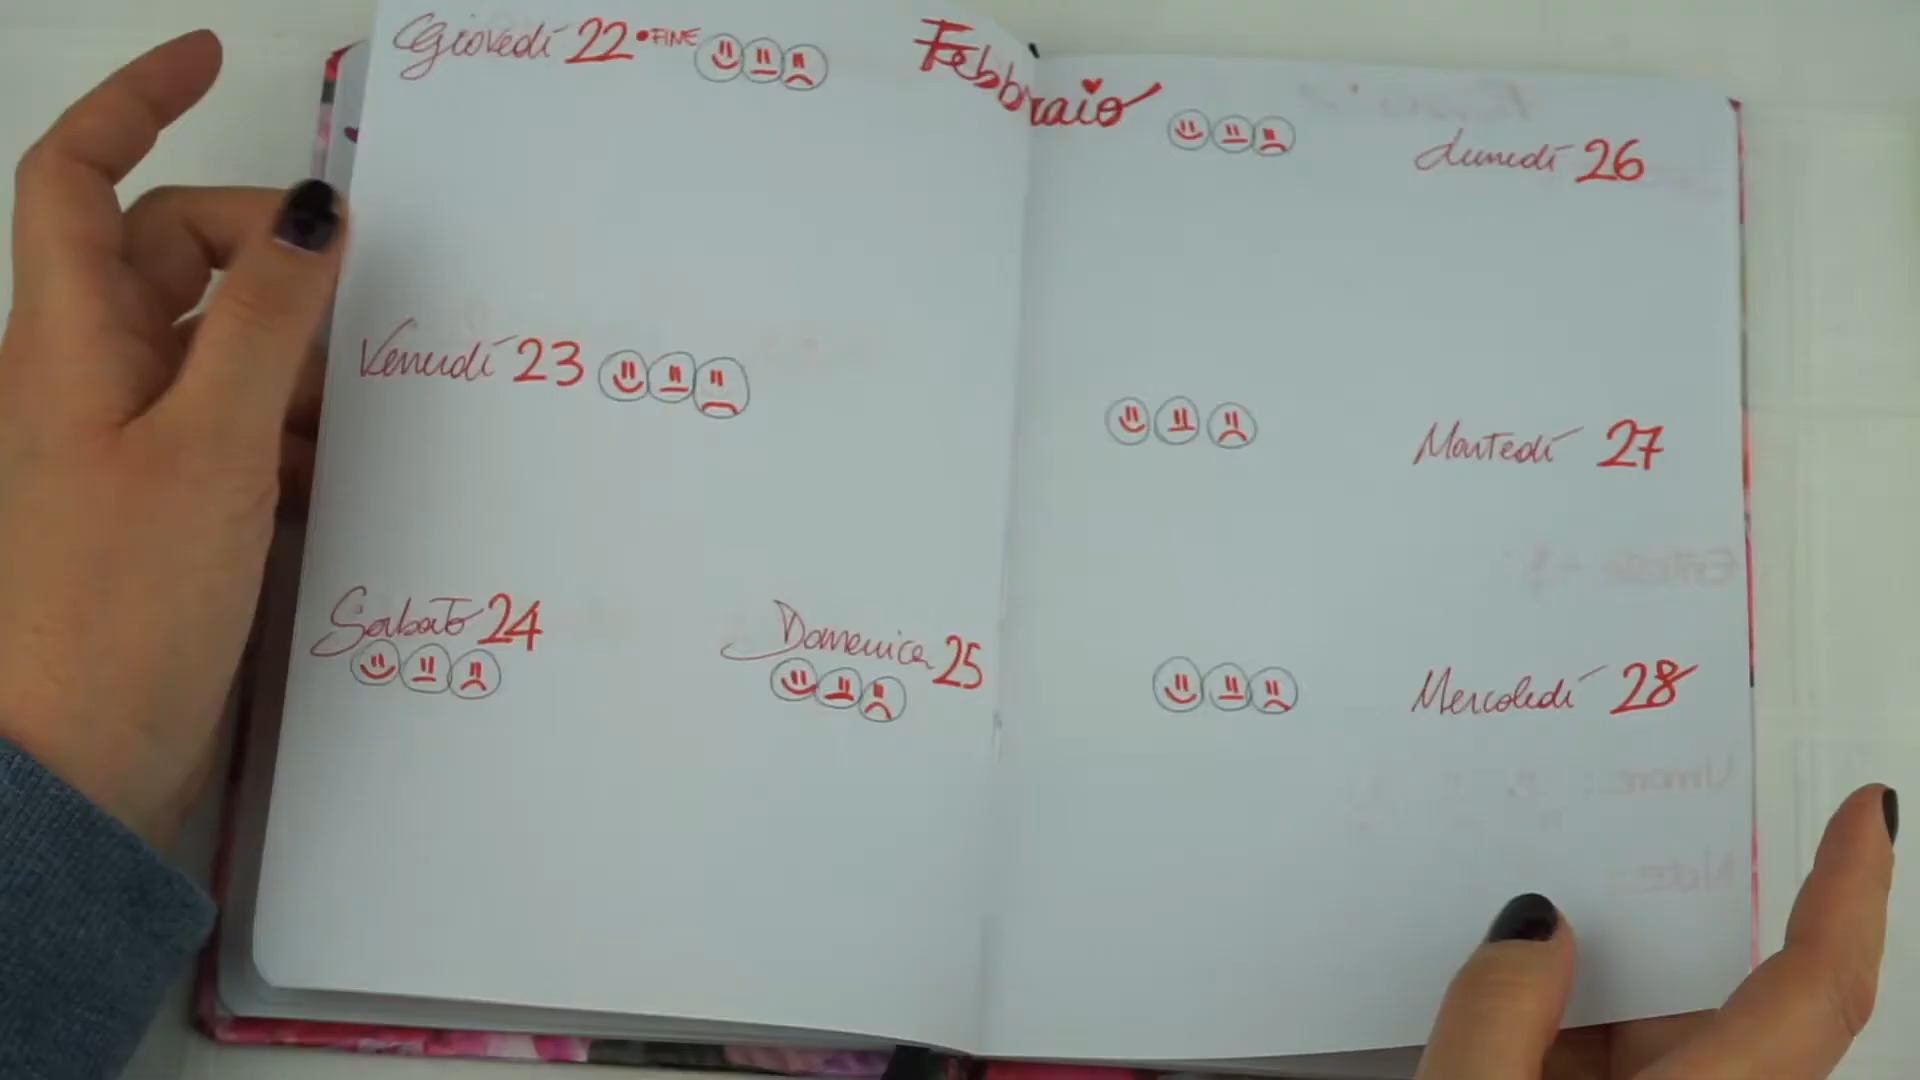 Giovedì 22 • FINE
Febbraio
Venerdì 23
Sabato 24
Domenica 25
Lunedì 26
Martedì 27
Mercoledì 28